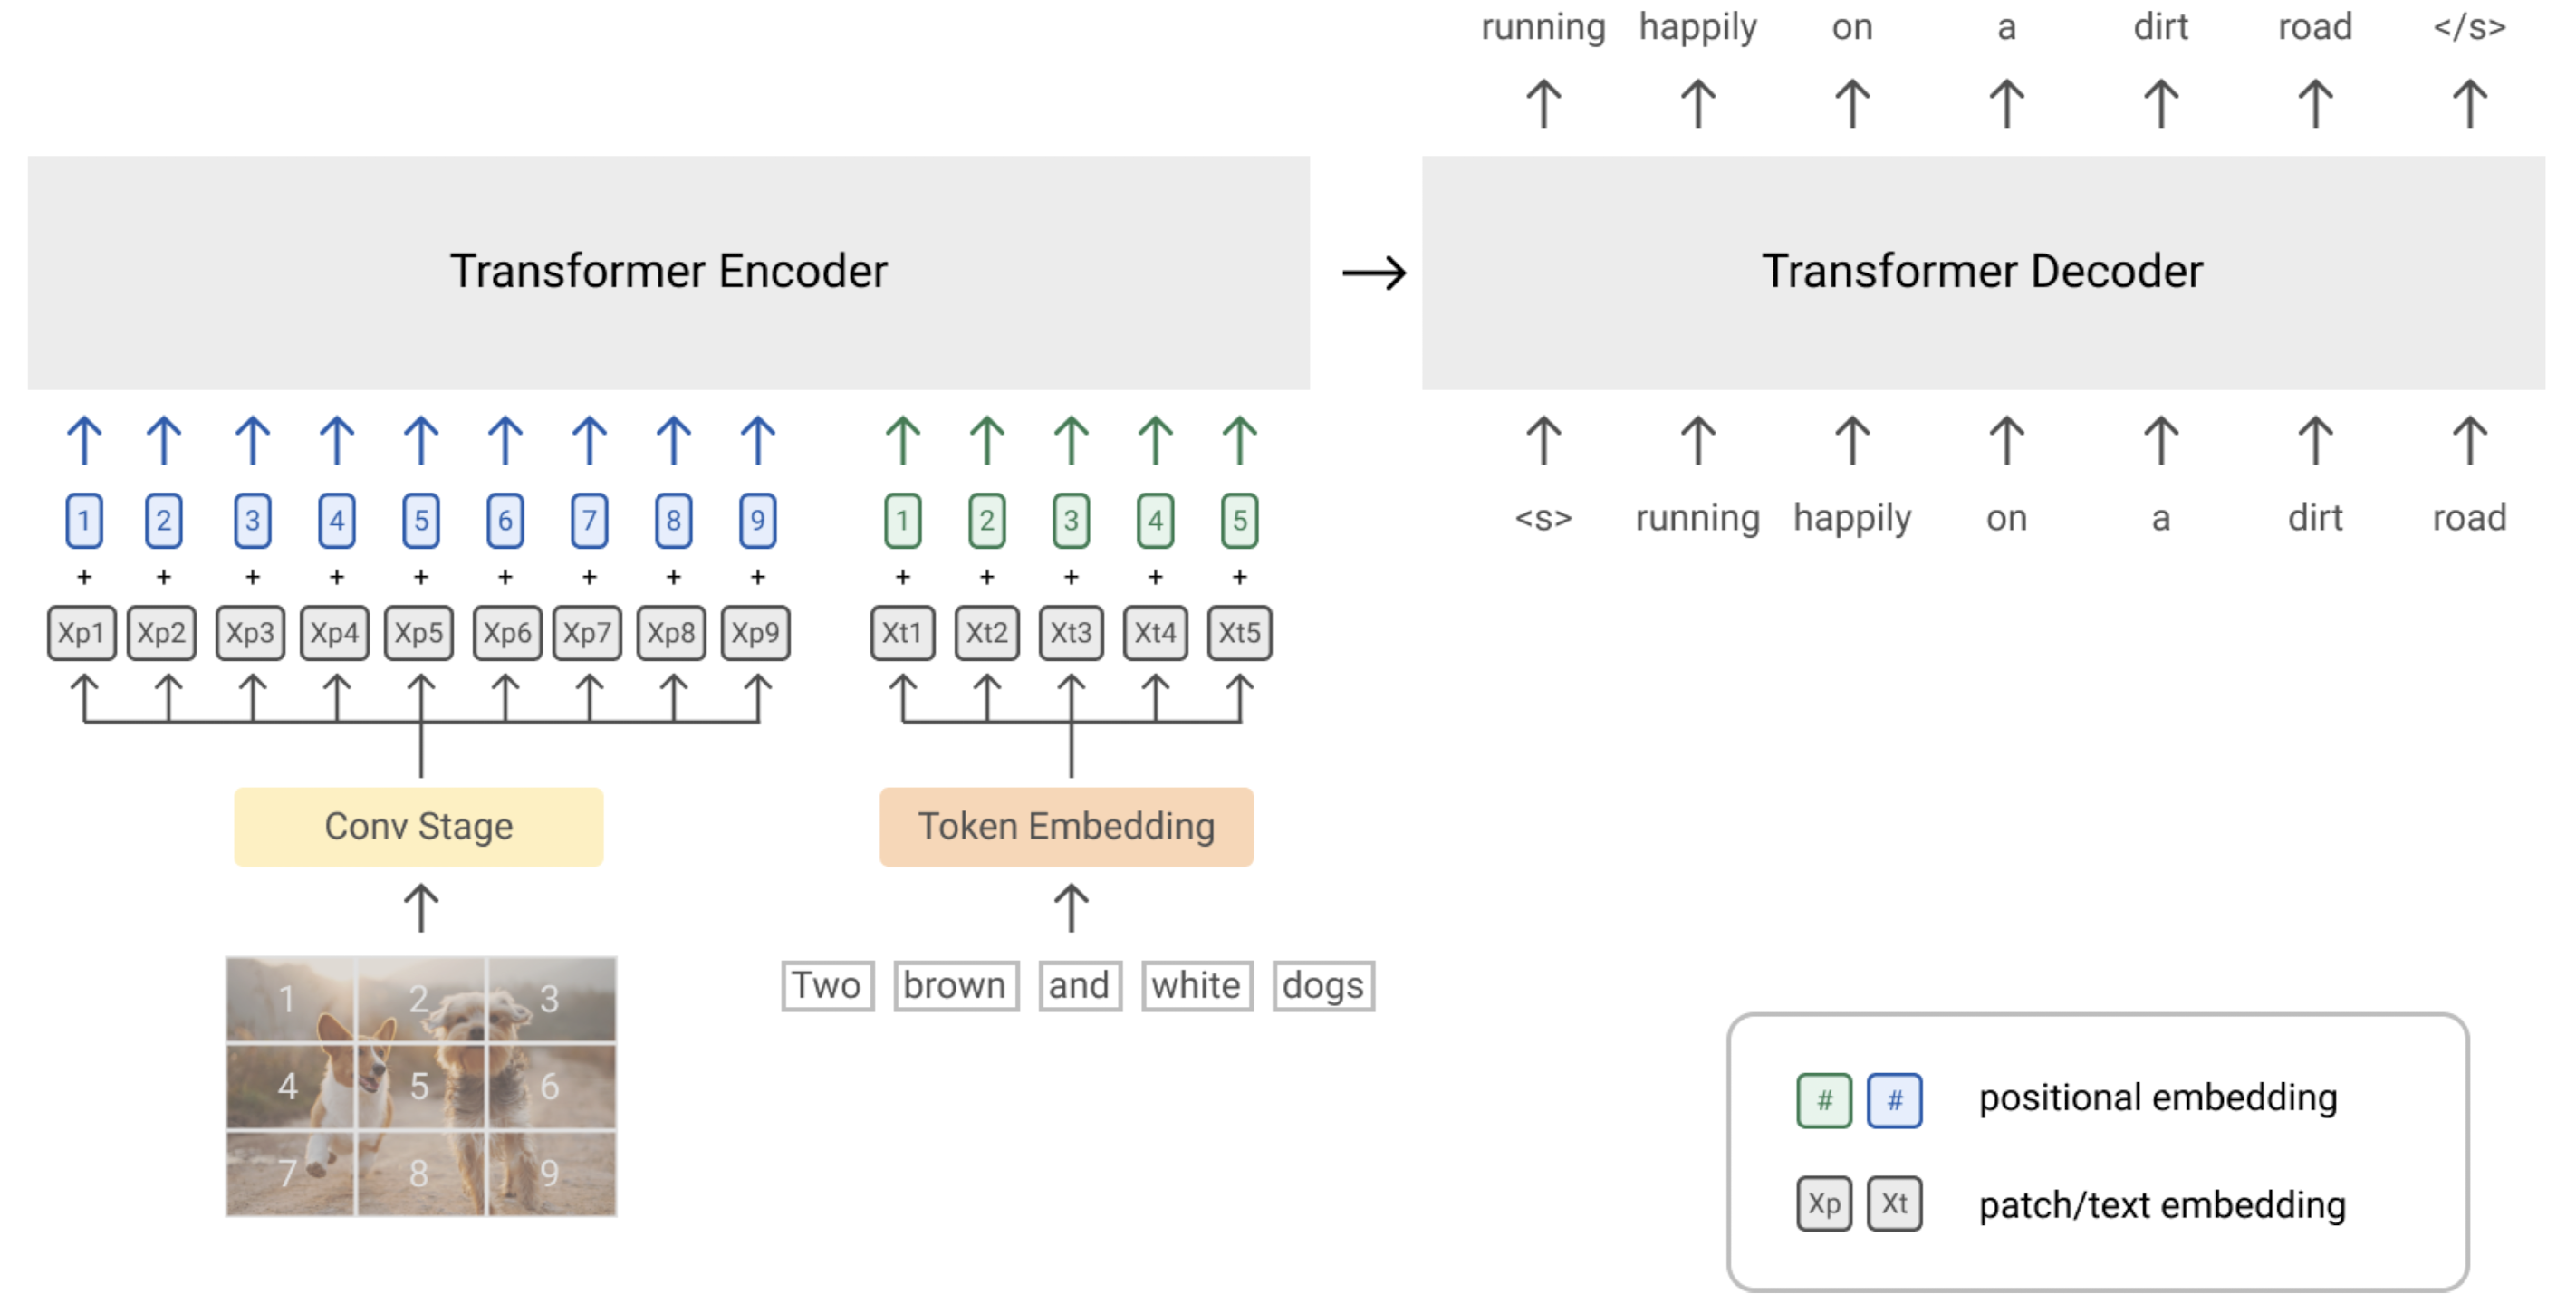 running happily on a dirt road </s>
Transformer Encoder
Transformer Decoder
1 2 3 4 5 6 7 8 9
1 2 3 4 5
<s> running happily on a dirt road
+ + + + + + + + +
+ + + + +
Xp1 Xp2 Xp3 Xp4 Xp5 Xp6 Xp7 Xp8 Xp9
Xt1 Xt2 Xt3 Xt4 Xt5
Conv Stage
Token Embedding
1 2 3
4 5 6
7 8 9
Two brown and white dogs
# # positional embedding
Xp Xt patch/text embedding